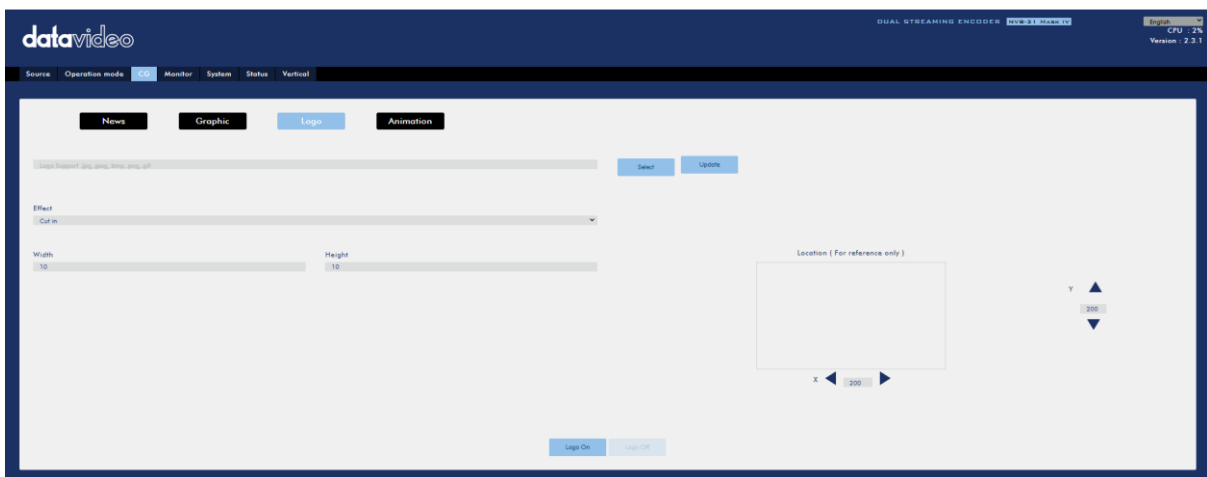 DUAL STREAMING ENCODER NVS-31 MARK IV
English
CPU : 2%
Version : 2.3.1
datavideo
Source Operation mode CG Monitor System Status Vertical
News Graphic Logo Animation
Logo Support .jpg, .jpeg, .bmp, .png, .gif
Select Update
Effect
Cut in
Width Height
10 10
Location ( For reference only )
Y
200
X 200
Logo On Logo Off